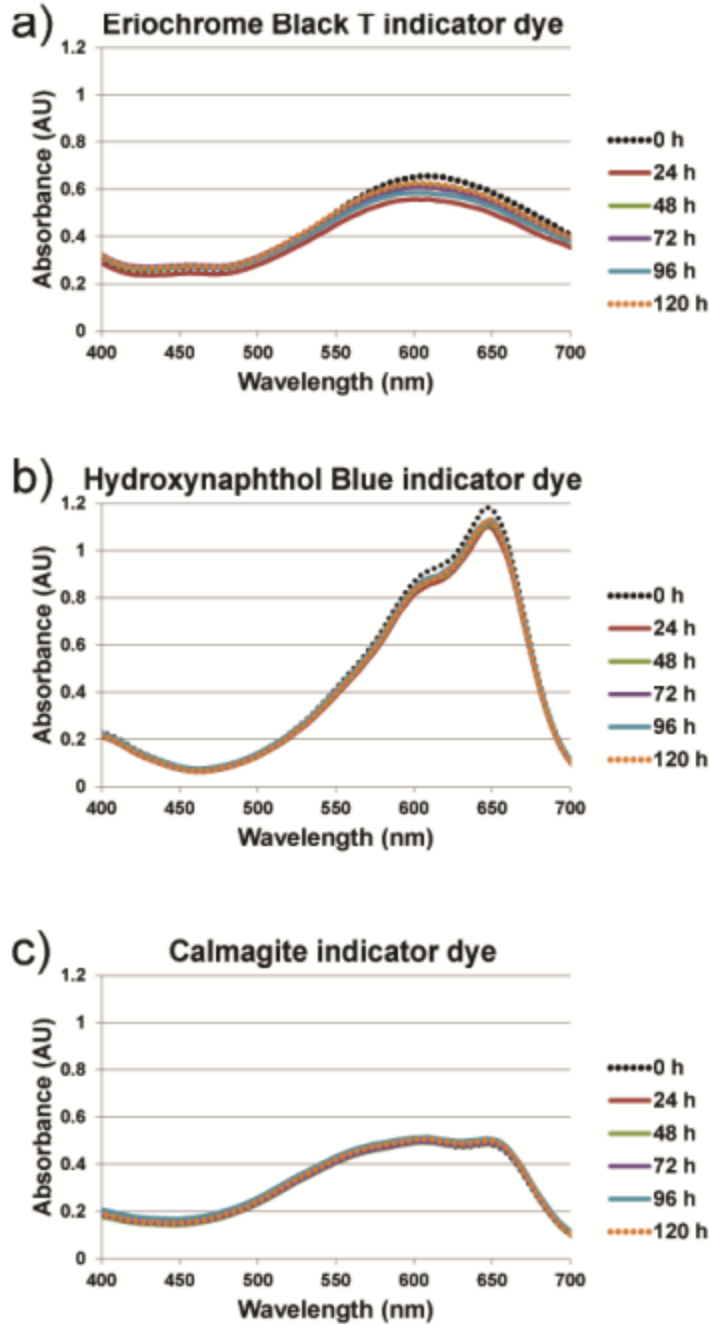 a)
Eriochrome Black T indicator dye
Absorbance (AU)
1.2
1
0.8
0.6
0.4
0.2
0
400 450 500 550 600 650 700
Wavelength (nm)
0 h
24 h
48 h
72 h
96 h
120 h
b)
Hydroxynaphthol Blue indicator dye
Absorbance (AU)
1.2
1
0.8
0.6
0.4
0.2
0
400 450 500 550 600 650 700
Wavelength (nm)
0 h
24 h
48 h
72 h
96 h
120 h
c)
Calmagite indicator dye
Absorbance (AU)
1.2
1
0.8
0.6
0.4
0.2
0
400 450 500 550 600 650 700
Wavelength (nm)
0 h
24 h
48 h
72 h
96 h
120 h